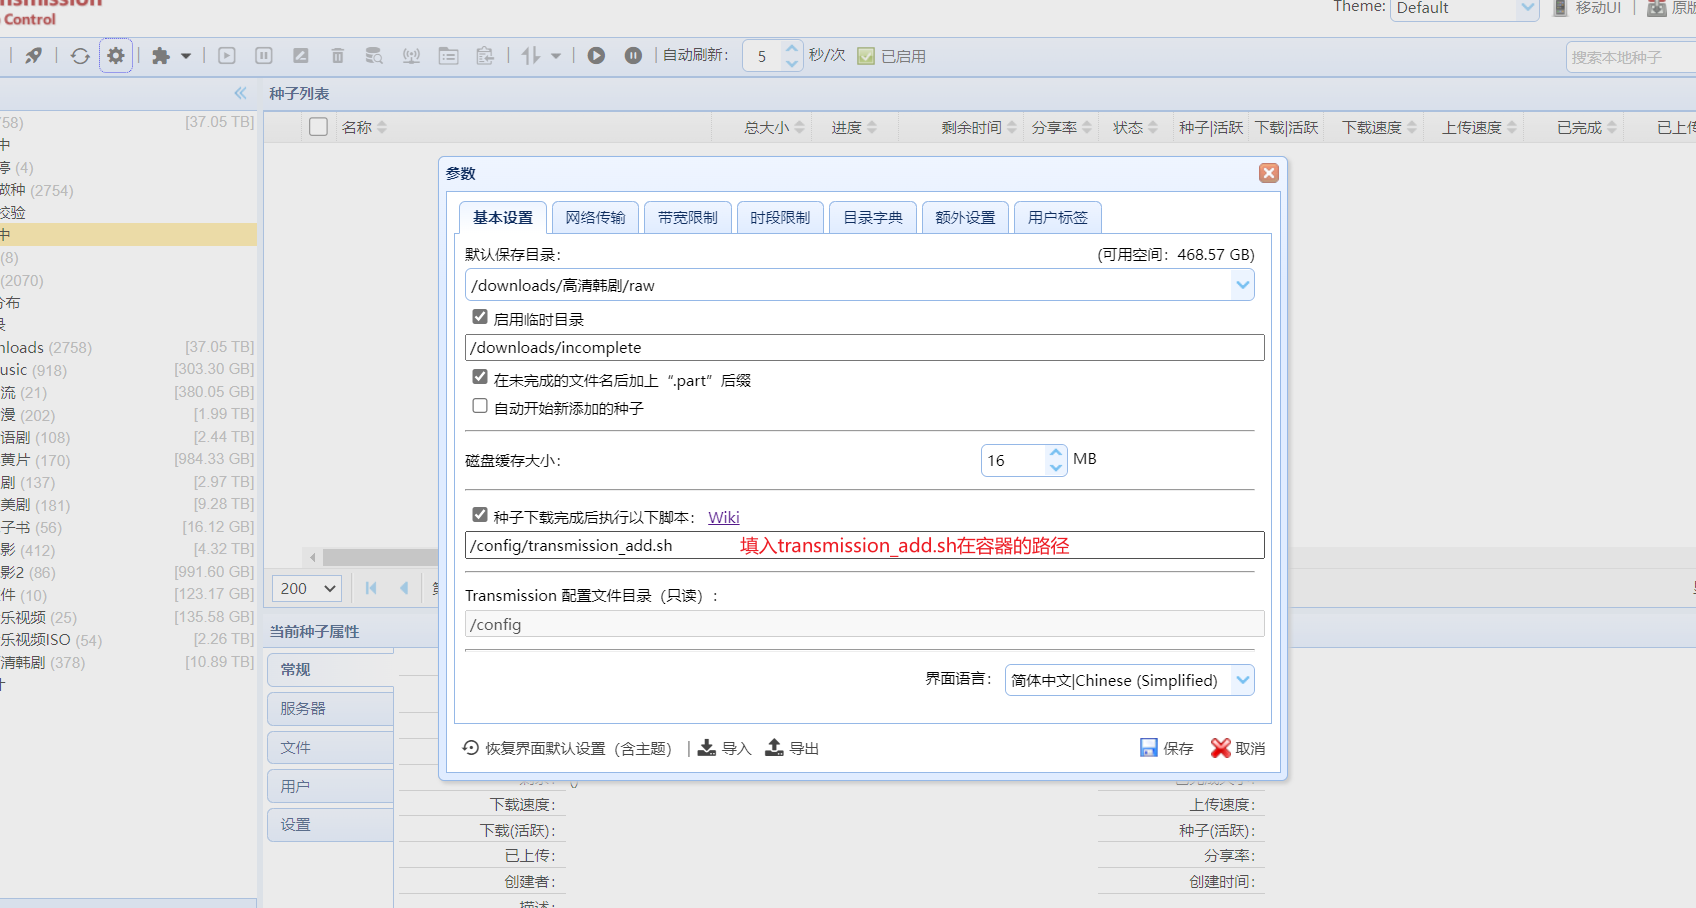 Control
Theme: Default 移动UI
自动刷新: 5 秒/次 已启用 搜索本地种子
种子列表
名称 总大小 进度 剩余时间 分享率 状态 种子|活跃 下载|活跃 下载速度 上传速度 已完成 已上传
58) [37.05 TB]
中
停 (4)
做种 (2754)
校验
中
(8)
(2070)
分布
录
nloads (2758) [37.05 TB]
usic (918) [303.30 GB]
流 (21) [380.05 GB]
漫 (202) [1.99 TB]
语剧 (108) [2.44 TB]
黄片 (170) [984.33 GB]
剧 (137) [2.97 TB]
美剧 (181) [9.28 TB]
子书 (56) [16.12 GB]
影 (412) [4.32 TB]
影2 (86) [991.60 GB]
件 (10) [123.17 GB]
乐视频 (25) [135.58 GB]
乐视频ISO (54) [2.26 TB]
清韩剧 (378) [10.89 TB]
参数
基本设置 网络传输 带宽限制 时段限制 目录字典 额外设置 用户标签
默认保存目录: (可用空间: 468.57 GB)
/downloads/高清韩剧/raw
启用临时目录
/downloads/incomplete
在未完成的文件名后加上“.part”后缀
自动开始新添加的种子
磁盘缓存大小: 16 MB
种子下载完成后执行以下脚本: Wiki
/config/transmission_add.sh 填入transmission_add.sh在容器的路径
Transmission 配置文件目录（只读）:
/config
界面语言: 简体中文|Chinese (Simplified)
恢复界面默认设置（含主题） | 导入 导出 保存 取消
200
当前种子属性
常规
服务器
文件
用户
设置
下载速度: 上传速度:
下载(活跃): 种子(活跃):
已上传: 分享率:
创建者: 创建时间:
描述: